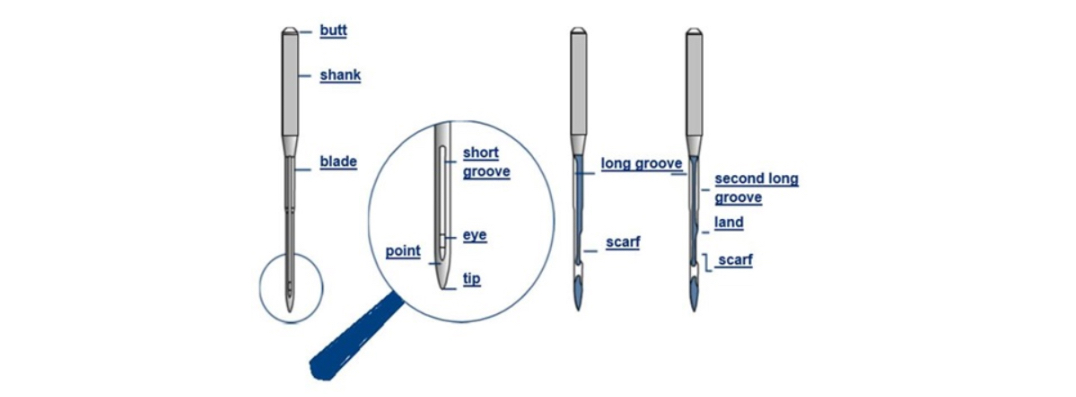 butt
shank
blade
short
groove
eye
point
tip
long groove
scarf
second long
groove
land
scarf